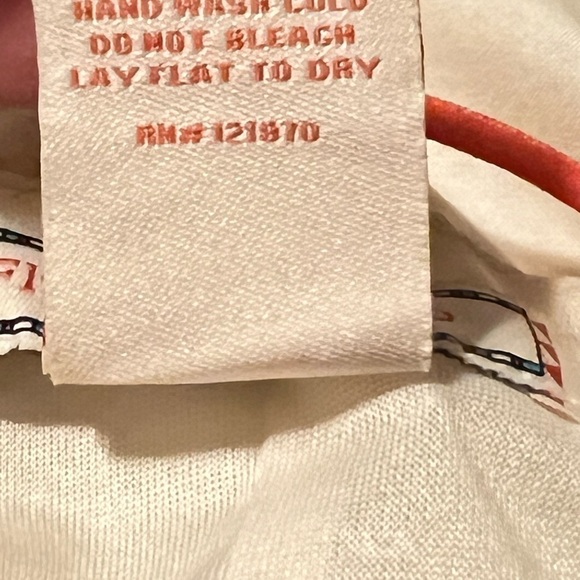 HAND WASH COLD
DO NOT BLEACH
LAY FLAT TO DRY
RN# 121870